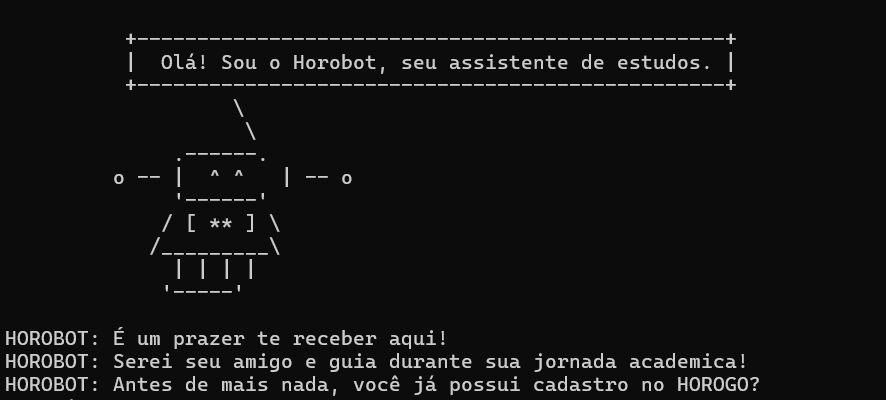 Olá! Sou o Horobot, seu assistente de estudos.
o -- | ^ ^ | -- o
[ ** ]
HOROBOT: É um prazer te receber aqui!
HOROBOT: Serei seu amigo e guia durante sua jornada academica!
HOROBOT: Antes de mais nada, você já possui cadastro no HOROGO?